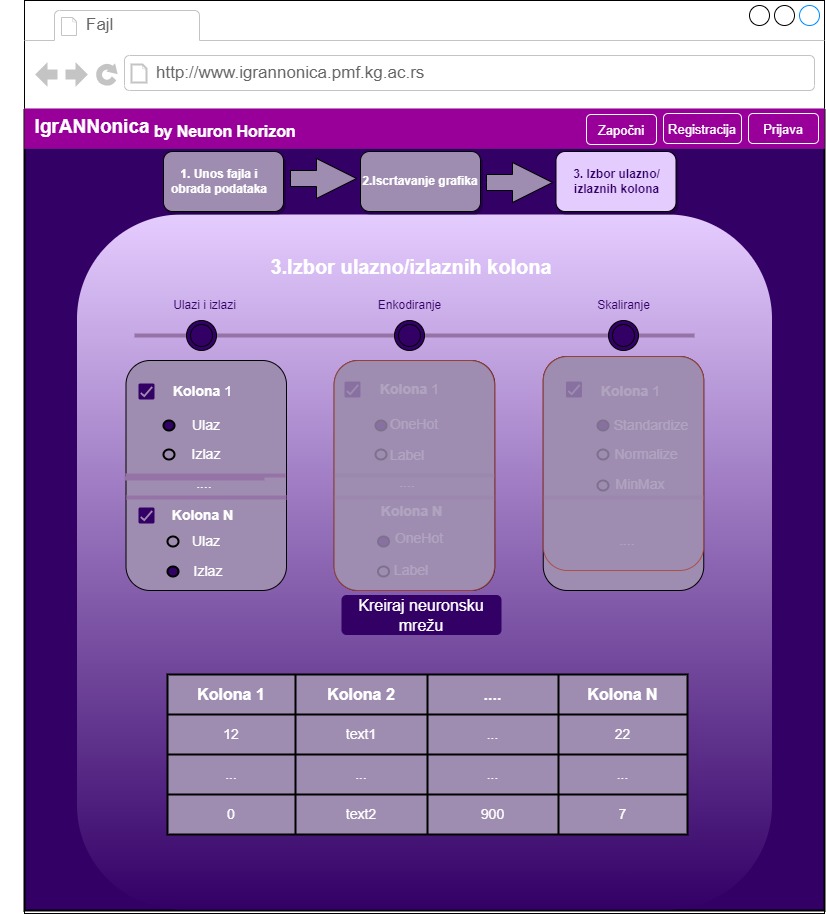 Fajl
http://www.igrannonica.pmf.kg.ac.rs
IgrANNonica by Neuron Horizon
Započni
Registracija
Prijava
1. Unos fajla i
obrada podataka
2.Iscrtavanje grafika
3. Izbor ulazno/
izlaznih kolona
3.Izbor ulazno/izlaznih kolona
Ulazi i izlazi
Enkodiranje
Skaliranje
Kolona 1
Ulaz
Izlaz
....
Kolona N
Ulaz
Izlaz
Kolona 1
OneHot
Label
....
Kolona N
OneHot
Label
Kolona 1
Standardize
Normalize
MinMax
....
Kreiraj neuronsku
mrežu
Kolona 1 Kolona 2 .... Kolona N
12 text1 ... 22
... ... ... ...
0 text2 900 7